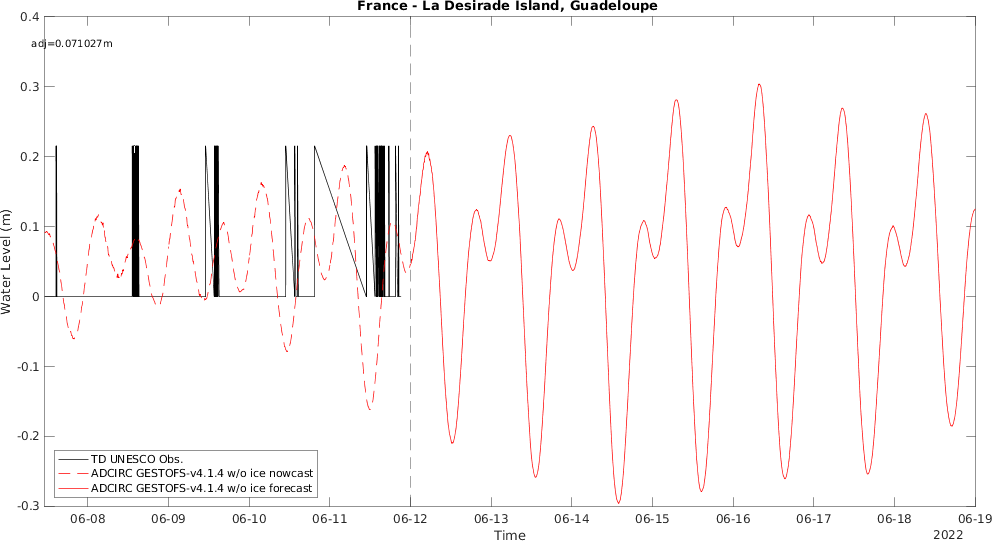 France - La Desirade Island, Guadeloupe
adj=0.071027m
0.4
0.3
0.2
0.1
0
-0.1
-0.2
-0.3
Water Level (m)
TD UNESCO Obs.
ADCIRC GESTOFS-v4.1.4 w/o ice nowcast
ADCIRC GESTOFS-v4.1.4 w/o ice forecast
06-08 06-09 06-10 06-11 06-12 06-13 06-14 06-15 06-16 06-17 06-18 06-19
Time
2022